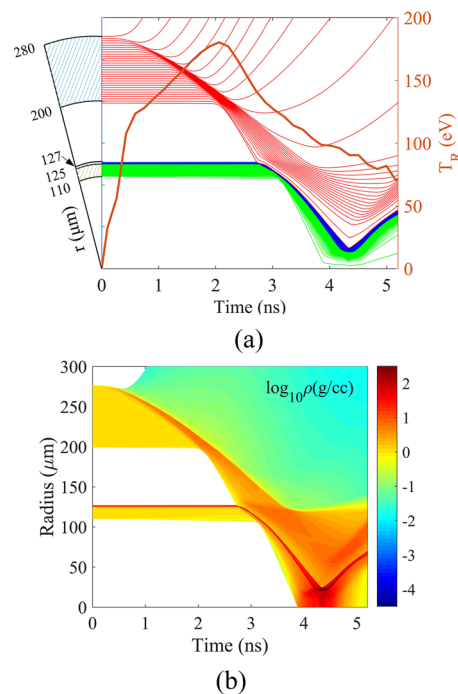 280
200
127
125
110
r (μm)
200
150
100
50
0
T_R (eV)
0 1 2 3 4 5
Time (ns)
(a)
300
250
200
150
100
50
0
Radius (μm)
log₁₀ρ(g/cc)
2
1
0
-1
-2
-3
-4
0 1 2 3 4 5
Time (ns)
(b)